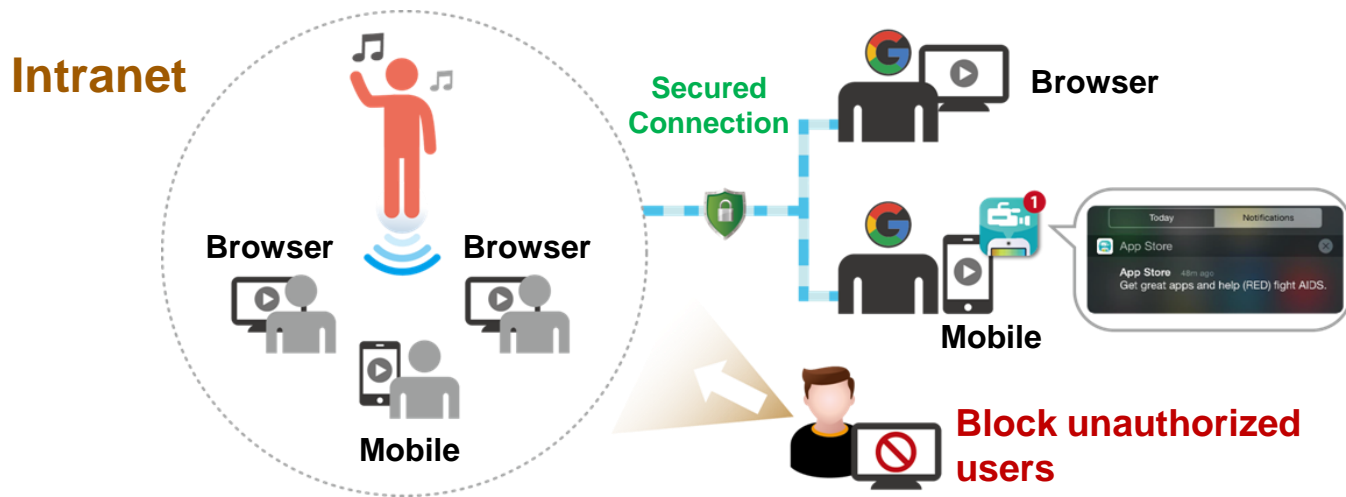 Intranet
Secured
Connection
Browser
Browser
Browser
Mobile
Mobile
1
Today
Notifications
App Store
App Store 48m ago
Get great apps and help (RED) fight AIDS.
Block unauthorized
users